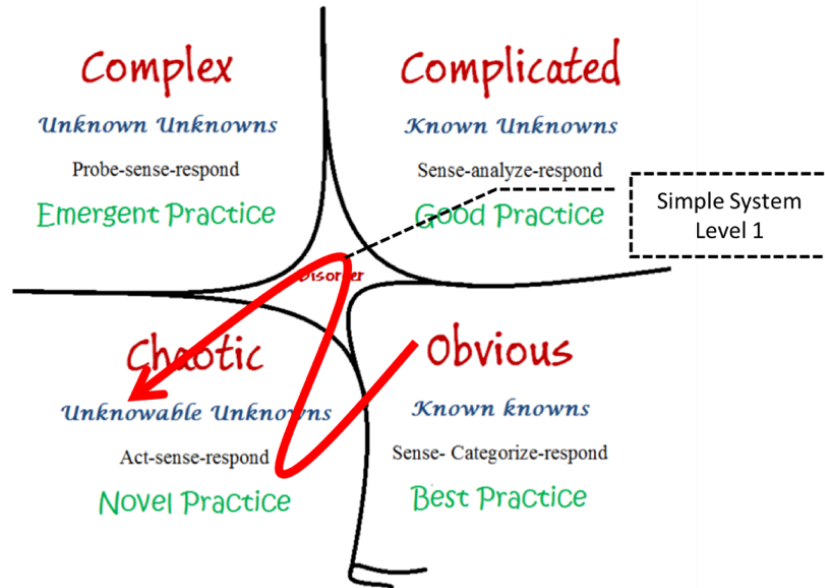 Complex
Unknown Unknowns
Probe-sense-respond
Emergent Practice
Complicated
Known Unknowns
Sense-analyze-respond
Good Practice
Simple System
Level 1
Disorder
Chaotic
Unknowable Unknowns
Act-sense-respond
Novel Practice
Obvious
Known knowns
Sense- Categorize-respond
Best Practice